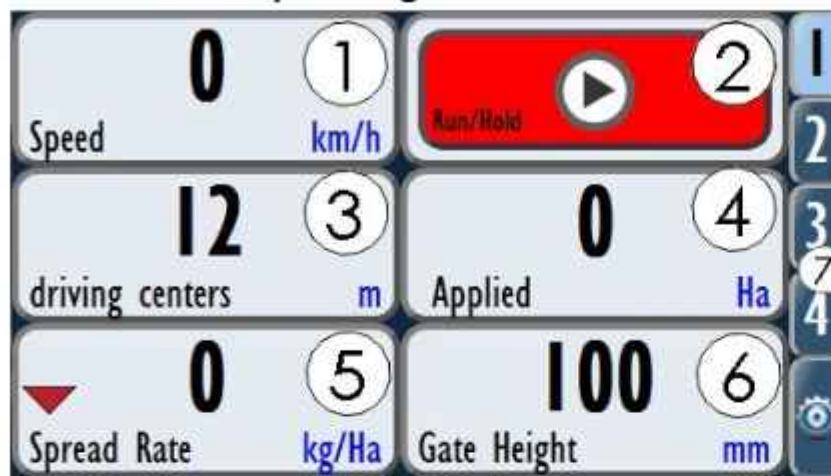 0 1
Speed km/h
2
Run/Hold
12 3
driving centers m
0 4
Applied Ha
0 5
Spread Rate kg/Ha
100 6
Gate Height mm
1
2
3
7
4